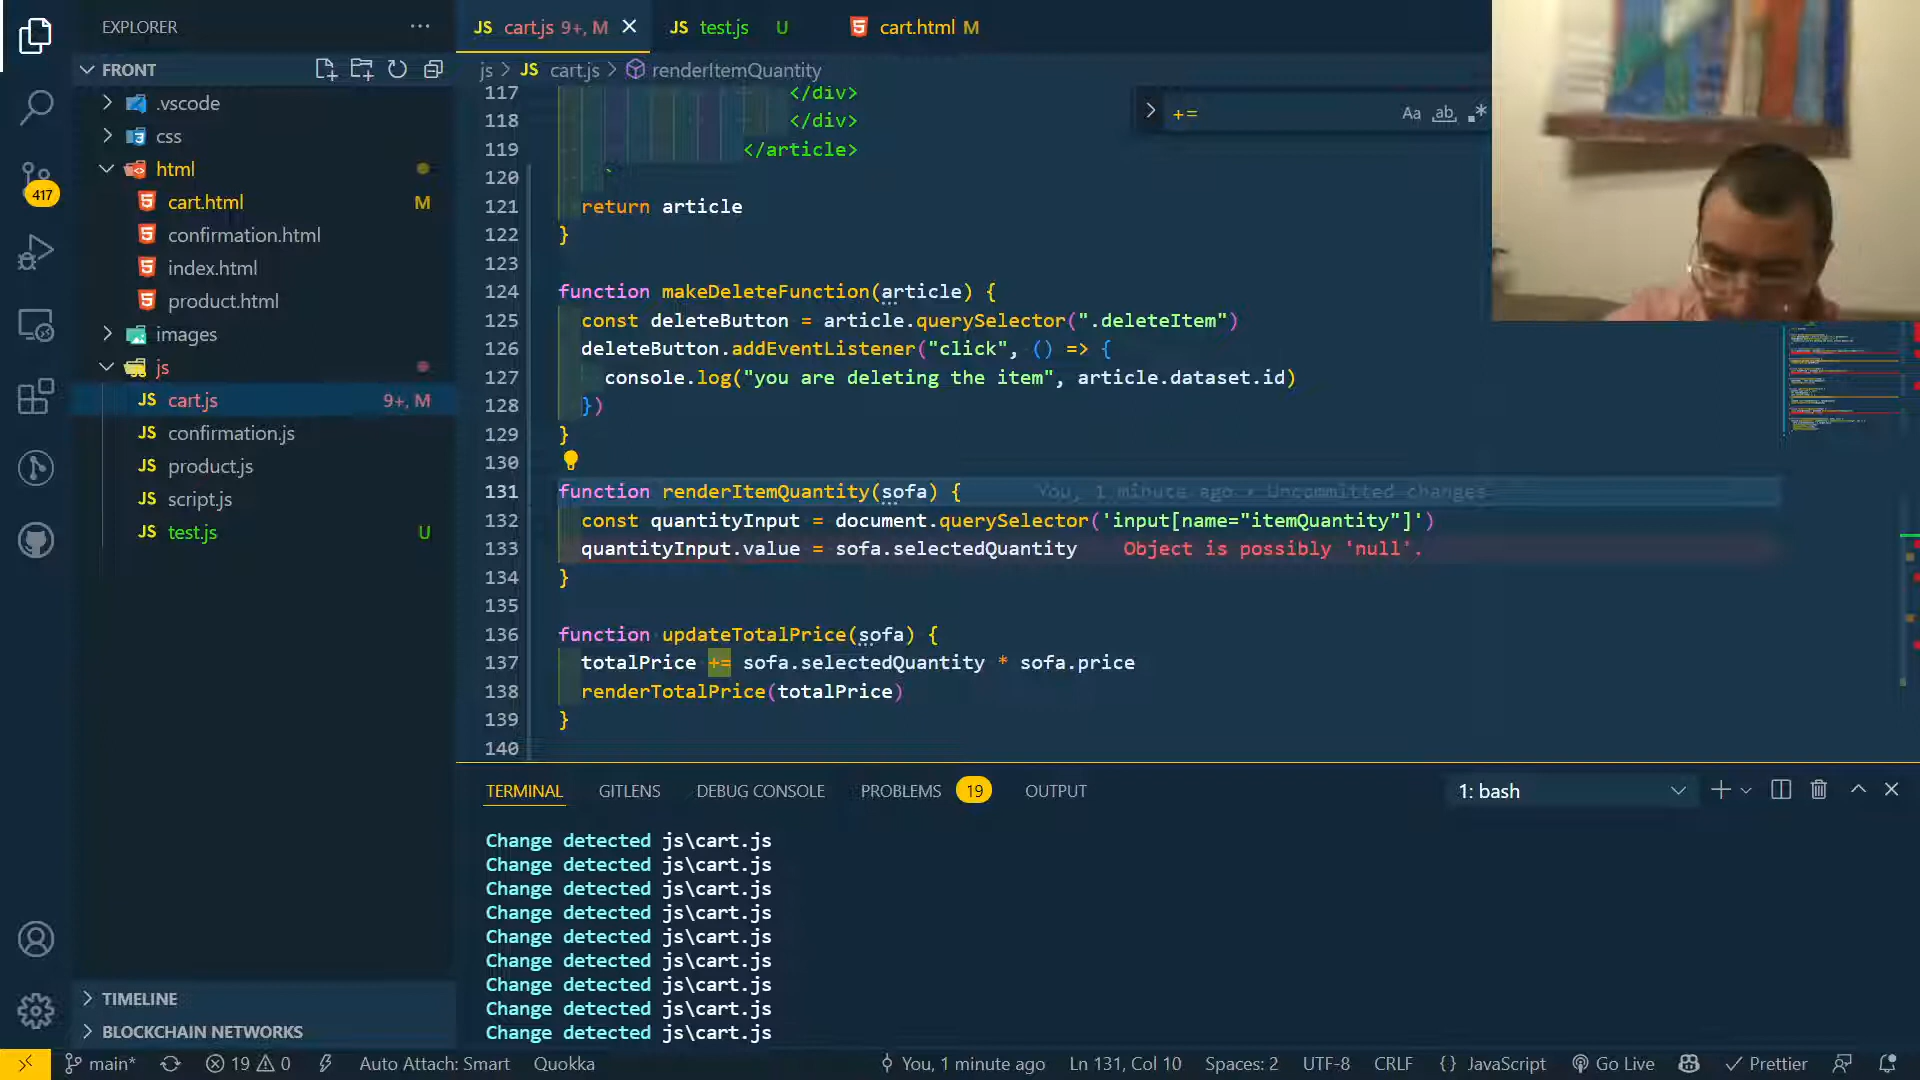 EXPLORER
FRONT
.vscode
css
html
cart.html M
confirmation.html
index.html
product.html
images
js
cart.js 9+, M
confirmation.js
product.js
script.js
test.js U
TIMELINE
BLOCKCHAIN NETWORKS
417
JS cart.js 9+, M
JS test.js U
cart.html M
js > JS cart.js > renderItemQuantity
+=
Aa ab .*
117 </div>
118 </div>
119 </article>
120 `
121 return article
122 }
123
124 function makeDeleteFunction(article) {
125 const deleteButton = article.querySelector(".deleteItem")
126 deleteButton.addEventListener("click", () => {
127 console.log("you are deleting the item", article.dataset.id)
128 })
129 }
130
131 function renderItemQuantity(sofa) { You, 1 minute ago • Uncommitted changes
132 const quantityInput = document.querySelector('input[name="itemQuantity"]')
133 quantityInput.value = sofa.selectedQuantity Object is possibly 'null'.
134 }
135
136 function updateTotalPrice(sofa) {
137 totalPrice += sofa.selectedQuantity * sofa.price
138 renderTotalPrice(totalPrice)
139 }
140
TERMINAL GITLENS DEBUG CONSOLE PROBLEMS 19 OUTPUT 1: bash
Change detected js\cart.js
Change detected js\cart.js
Change detected js\cart.js
Change detected js\cart.js
Change detected js\cart.js
Change detected js\cart.js
Change detected js\cart.js
Change detected js\cart.js
Change detected js\cart.js
main* 19 0 Auto Attach: Smart Quokka You, 1 minute ago Ln 131, Col 10 Spaces: 2 UTF-8 CRLF {} JavaScript Go Live Prettier